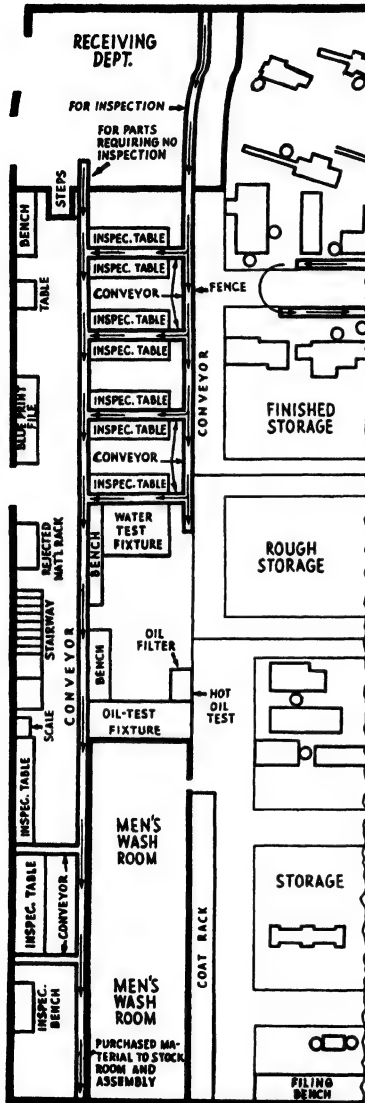 RECEIVING
DEPT.
FOR INSPECTION
FOR PARTS
REQUIRING NO
INSPECTION
STEPS
BENCH
INSPEC. TABLE
INSPEC. TABLE
CONVEYOR
FENCE
TABLE
INSPEC. TABLE
INSPEC. TABLE
CONVEYOR
BLUE PRINT
FILE
INSPEC. TABLE
FINISHED
STORAGE
INSPEC. TABLE
CONVEYOR
INSPEC. TABLE
REJECTED
MAT'L RACK
BENCH
WATER
TEST
FIXTURE
ROUGH
STORAGE
STAIRWAY
CONVEYOR
BENCH
OIL
FILTER
HOT
OIL
TEST
SCALE
OIL-TEST
FIXTURE
INSPEC. TABLE
MEN'S
WASH
ROOM
INSPEC. TABLE
CONVEYOR
COAT RACK
STORAGE
INSPEC.
BENCH
MEN'S
WASH
ROOM
PURCHASED MA-
TERIAL TO STOCK
ROOM AND
ASSEMBLY
FILING
BENCH